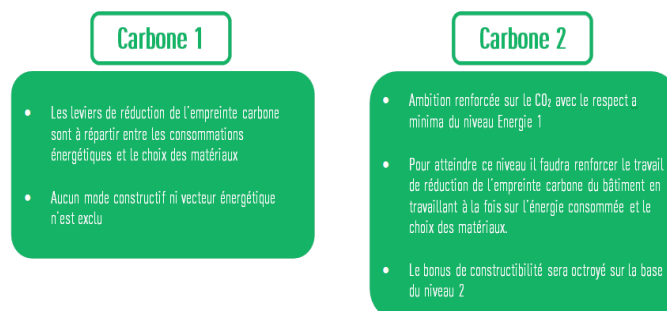 Carbone 1
Les leviers de réduction de l'empreinte carbone
sont à répartir entre les consommations
énergétiques et le choix des matériaux
Aucun mode constructif ni vecteur énergétique
n'est exclu
Carbone 2
Ambition renforcée sur le CO₂ avec le respect a
minima du niveau Energie 1
Pour atteindre ce niveau il faudra renforcer le travail
de réduction de l'empreinte carbone du bâtiment en
travaillant à la fois sur l'énergie consommée et le
choix des matériaux.
Le bonus de constructibilité sera octroyé sur la base
du niveau 2